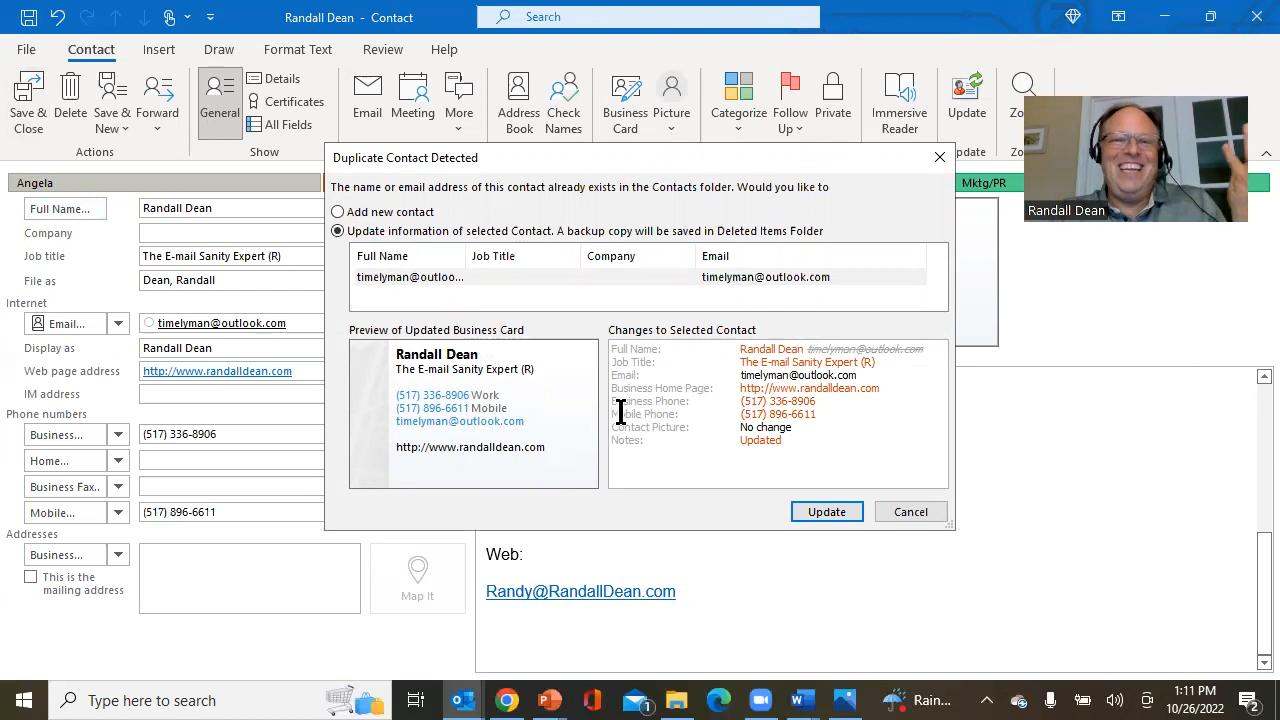 Randall Dean - Contact
Search
File
Contact
Insert
Draw
Format Text
Review
Help
Save & Close
Delete
Save & New
Forward
General
Details
Certificates
All Fields
Email
Meeting
More
Address Book
Check Names
Business Card
Picture
Categorize
Follow Up
Private
Immersive Reader
Update
Actions
Show
Randall Dean
Angela
Mktg/PR
Full Name...
Randall Dean
Company
Job title
The E-mail Sanity Expert (R)
File as
Dean, Randall
Internet
Email...
timelyman@outlook.com
Display as
Randall Dean
Web page address
http://www.randalldean.com
IM address
Phone numbers
Business...
(517) 336-8906
Home...
Business Fax..
Mobile...
(517) 896-6611
Addresses
Business...
This is the
mailing address
Map It
Duplicate Contact Detected
The name or email address of this contact already exists in the Contacts folder. Would you like to
Add new contact
Update information of selected Contact. A backup copy will be saved in Deleted Items Folder
Full Name Job Title Company Email
timelyman@outloo... timelyman@outlook.com
Preview of Updated Business Card
Randall Dean
The E-mail Sanity Expert (R)
(517) 336-8906 Work
(517) 896-6611 Mobile
timelyman@outlook.com
http://www.randalldean.com
Changes to Selected Contact
Full Name: Randall Dean timelyman@outlook.com
Job Title: The E-mail Sanity Expert (R)
Email: timelyman@outlook.com
Business Home Page: http://www.randalldean.com
Business Phone: (517) 336-8906
Mobile Phone: (517) 896-6611
Contact Picture: No change
Notes: Updated
Update
Cancel
Web:
Randy@RandallDean.com
Type here to search
1
Rain...
1:11 PM
10/26/2022
2